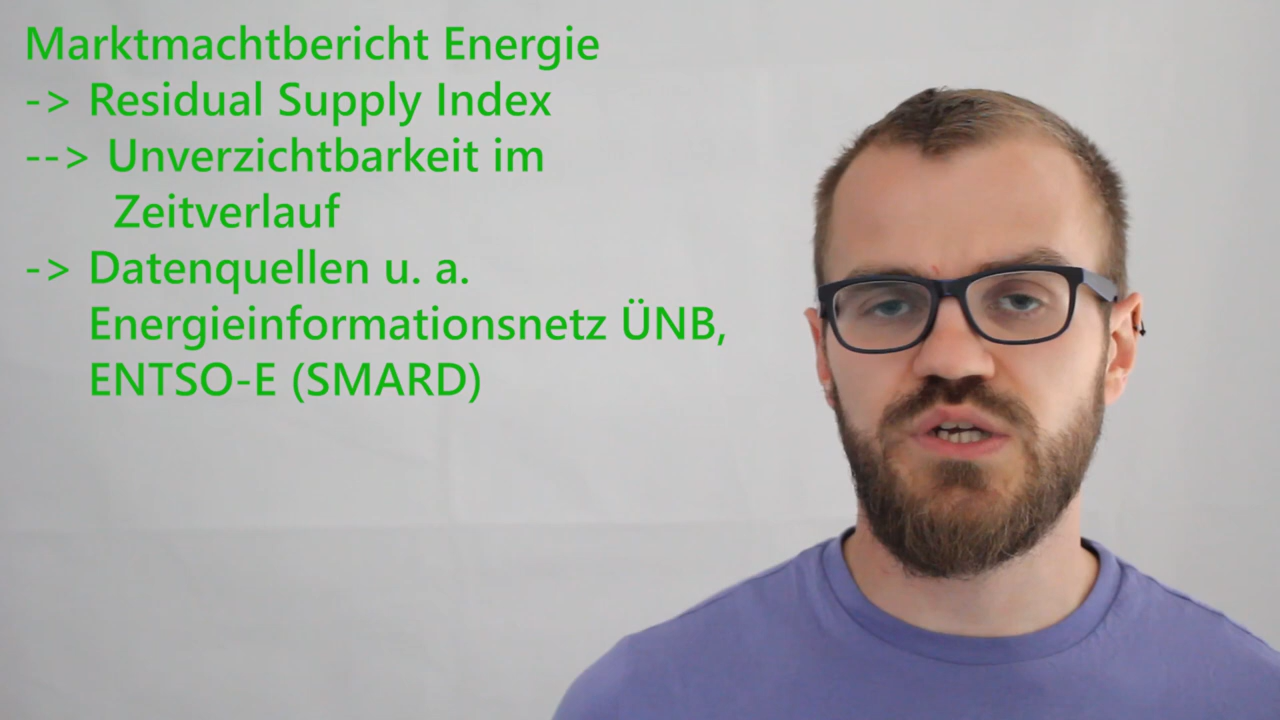 Marktmachtbericht Energie
-> Residual Supply Index
--> Unverzichtbarkeit im
Zeitverlauf
-> Datenquellen u. a.
Energieinformationsnetz ÜNB,
ENTSO-E (SMARD)